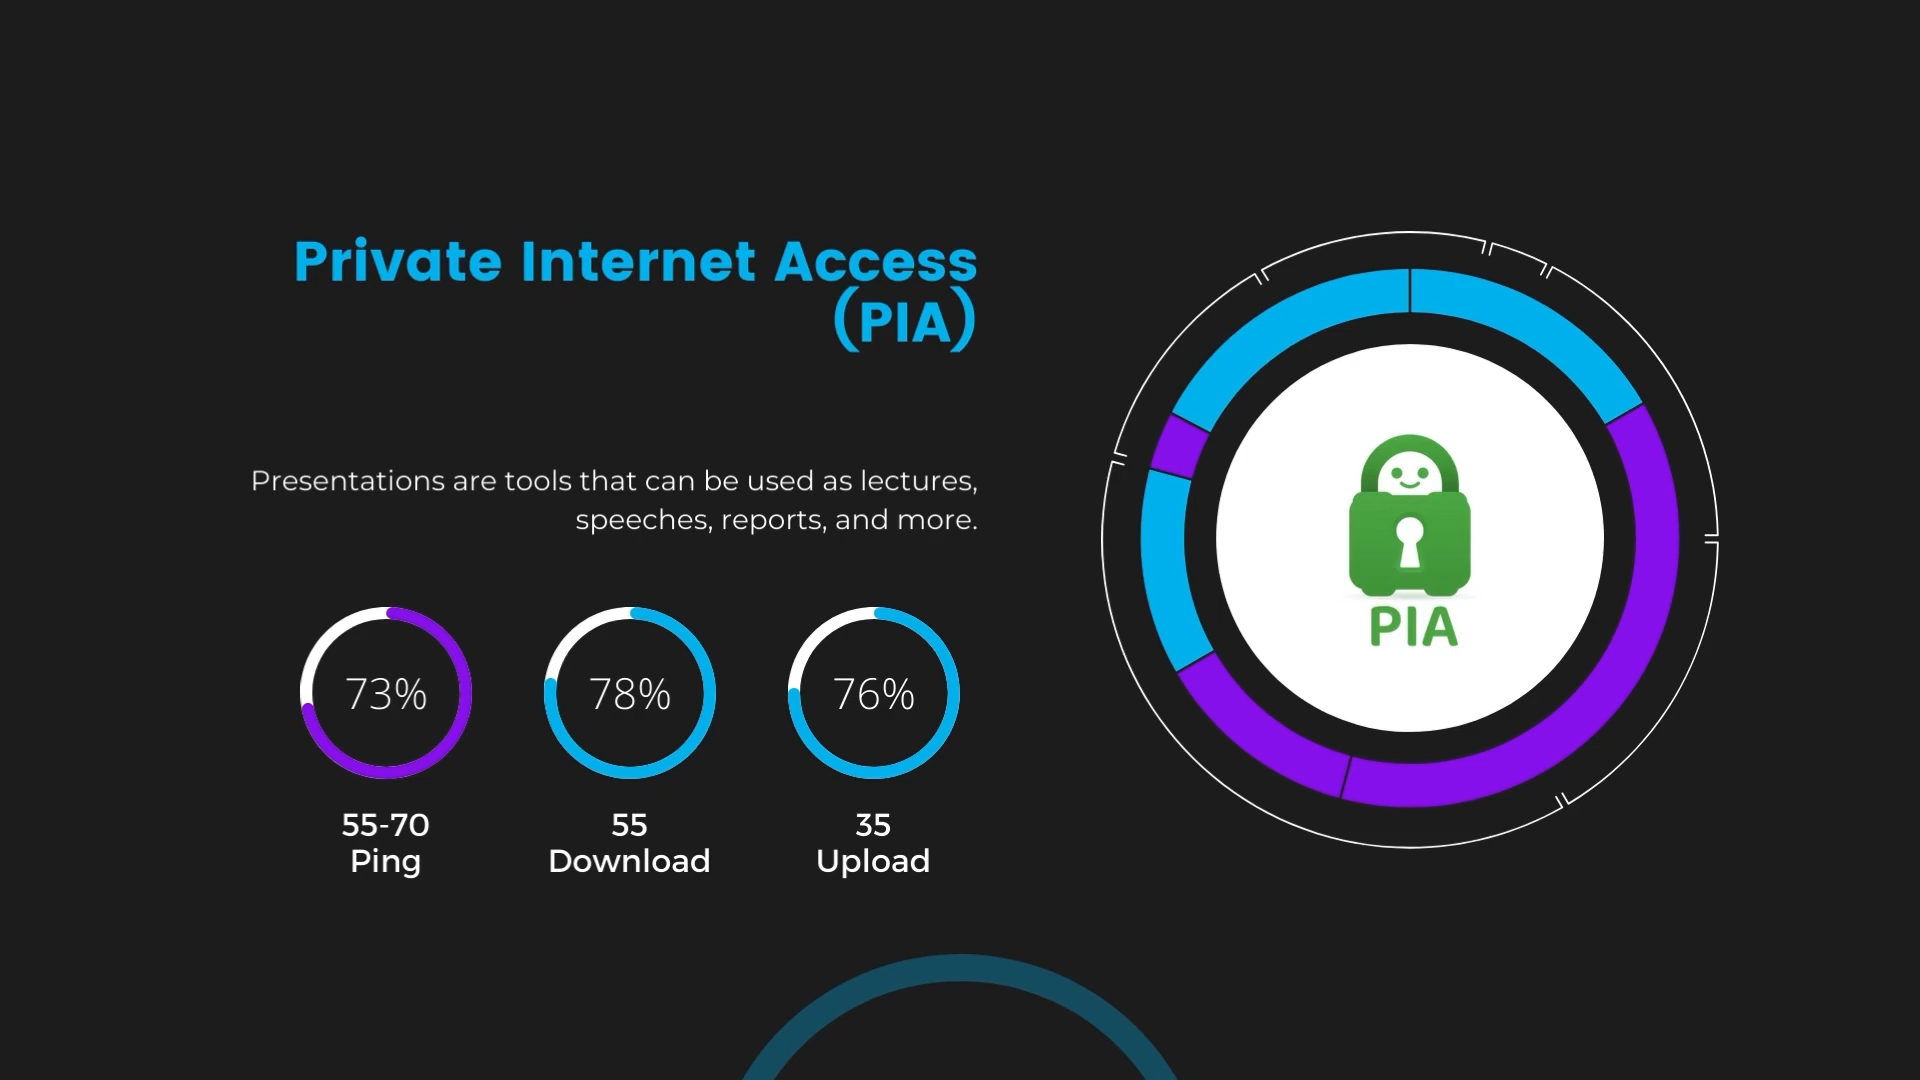 Private Internet Access
(PIA)
Presentations are tools that can be used as lectures,
speeches, reports, and more.
73%
78%
76%
55-70
Ping
55
Download
35
Upload
PIA